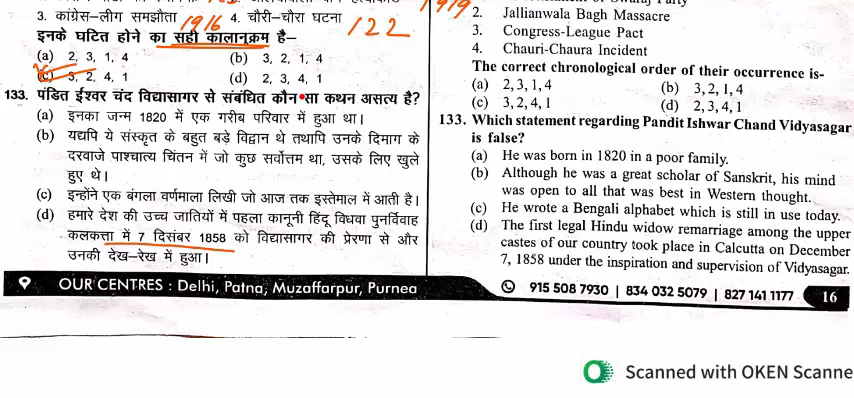 3. कांग्रेस–लीग समझौता 1916 4. चौरी–चौरा घटना
122
इनके घटित होने का सही कालानुक्रम है–
(a) 2, 3, 1, 4 (b) 3, 2, 1, 4
(c) 3, 2, 4, 1 (d) 2, 3, 4, 1
133. पंडित ईश्वर चंद विद्यासागर से संबंधित कौन सा कथन असत्य है?
(a) इनका जन्म 1820 में एक गरीब परिवार में हुआ था।
(b) यद्यपि ये संस्कृत के बहुत बड़े विद्वान थे तथापि उनके दिमाग के
दरवाजे पाश्चात्य चिंतन में जो कुछ सर्वोत्तम था, उसके लिए खुले
हुए थे।
(c) इन्होंने एक बंगला वर्णमाला लिखी जो आज तक इस्तेमाल में आती है।
(d) हमारे देश की उच्च जातियों में पहला कानूनी हिंदू विधवा पुनर्विवाह
कलकत्ता में 7 दिसंबर 1858 को विद्यासागर की प्रेरणा से और
उनकी देख–रेख में हुआ।
1919
2. Jallianwala Bagh Massacre
3. Congress-League Pact
4. Chauri-Chaura Incident
The correct chronological order of their occurrence is-
(a) 2, 3, 1, 4 (b) 3, 2, 1, 4
(c) 3, 2, 4, 1 (d) 2, 3, 4, 1
133. Which statement regarding Pandit Ishwar Chand Vidyasagar
is false?
(a) He was born in 1820 in a poor family.
(b) Although he was a great scholar of Sanskrit, his mind
was open to all that was best in Western thought.
(c) He wrote a Bengali alphabet which is still in use today.
(d) The first legal Hindu widow remarriage among the upper
castes of our country took place in Calcutta on December
7, 1858 under the inspiration and supervision of Vidyasagar.
OUR CENTRES : Delhi, Patna, Muzaffarpur, Purnea
915 508 7930 | 834 032 5079 | 827 141 1177 16
Scanned with OKEN Scanne